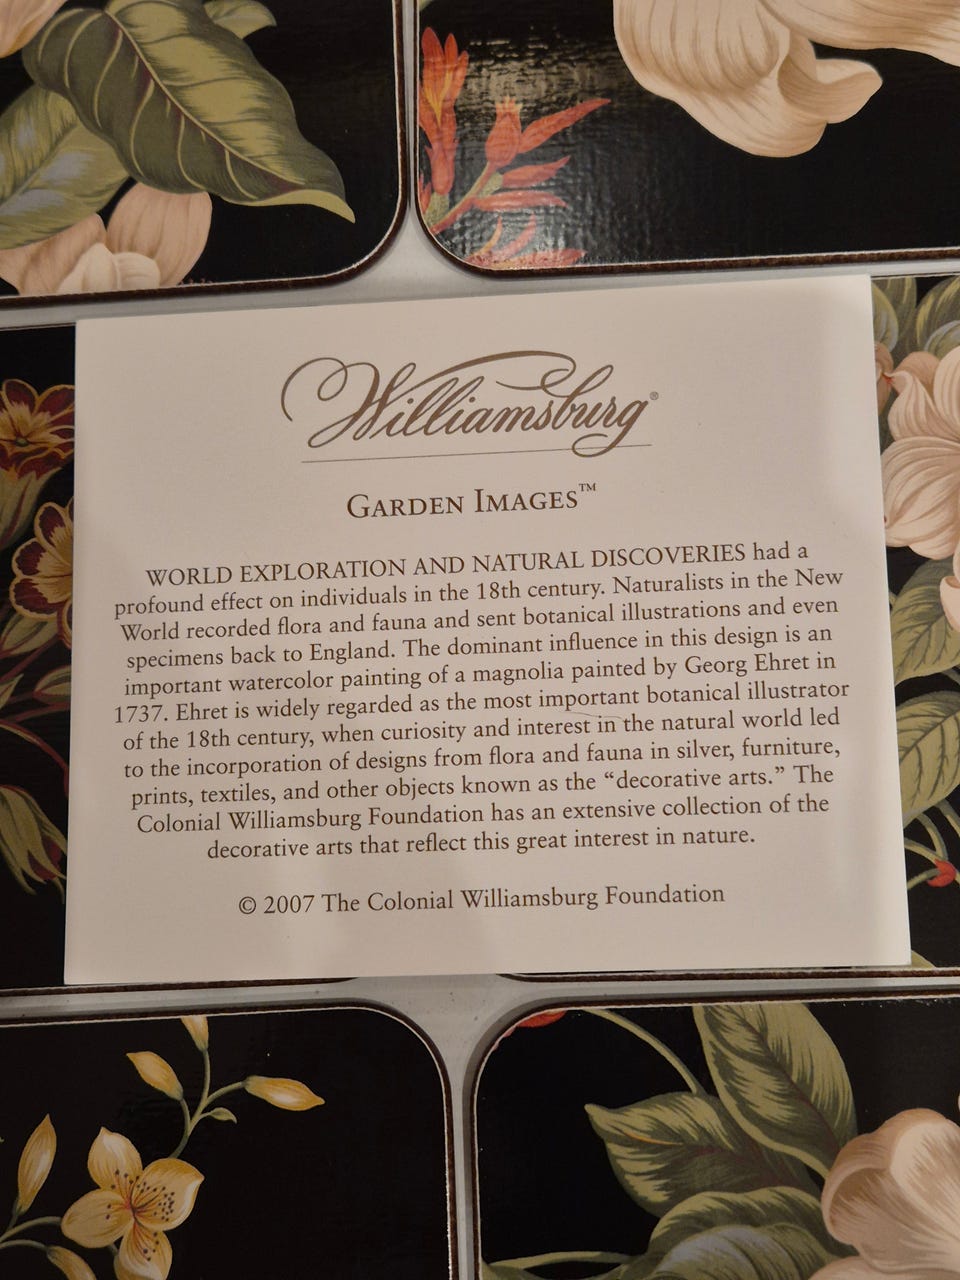 Williamsburg®
GARDEN IMAGES™
WORLD EXPLORATION AND NATURAL DISCOVERIES had a
profound effect on individuals in the 18th century. Naturalists in the New
World recorded flora and fauna and sent botanical illustrations and even
specimens back to England. The dominant influence in this design is an
important watercolor painting of a magnolia painted by Georg Ehret in
1737. Ehret is widely regarded as the most important botanical illustrator
of the 18th century, when curiosity and interest in the natural world led
to the incorporation of designs from flora and fauna in silver, furniture,
prints, textiles, and other objects known as the “decorative arts.” The
Colonial Williamsburg Foundation has an extensive collection of the
decorative arts that reflect this great interest in nature.
© 2007 The Colonial Williamsburg Foundation